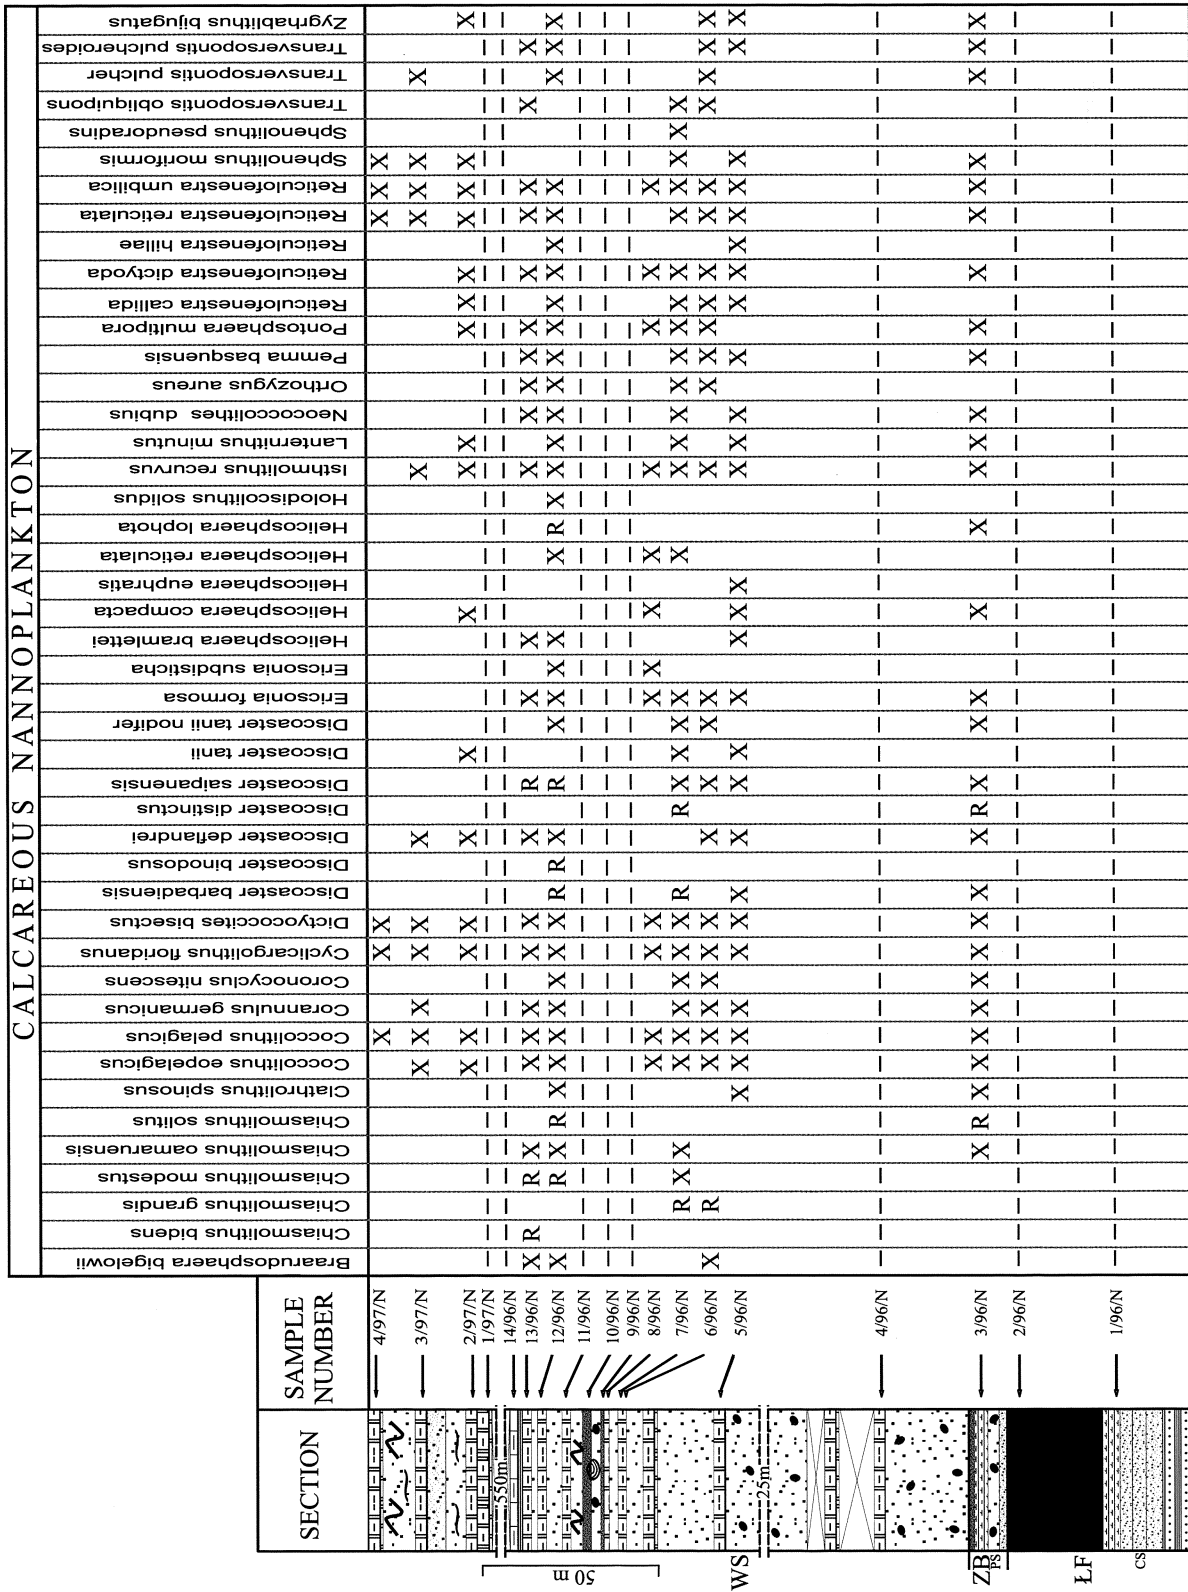 CALCAREOUS NANNOPLANKTON
SECTION
SAMPLE
NUMBER
Braarudosphaera bigelowii
Chiasmolithus bidens
Chiasmolithus grandis
Chiasmolithus modestus
Chiasmolithus oamaruensis
Chiasmolithus solitus
Clathrolithus spinosus
Coccolithus eopelagicus
Coccolithus pelagicus
Corannulus germanicus
Coronocyclus nitescens
Cyclicargolithus floridanus
Dictyococcites bisectus
Discoaster barbadiensis
Discoaster binodosus
Discoaster deflandrei
Discoaster distinctus
Discoaster saipanensis
Discoaster tanii
Discoaster tanii nodifer
Ericsonia formosa
Ericsonia subdisticha
Helicosphaera bramlettei
Helicosphaera compacta
Helicosphaera euphratis
Helicosphaera reticulata
Helicosphaera lophota
Holodiscolithus solidus
Isthmolithus recurvus
Lanternithus minutus
Neococcolithes dubius
Orthozygus aureus
Pemma basquensis
Pontosphaera multipora
Reticulofenestra callida
Reticulofenestra dictyoda
Reticulofenestra hillae
Reticulofenestra reticulata
Reticulofenestra umbilica
Sphenolithus moriformis
Sphenolithus pseudoradins
Transversopontis obliquipons
Transversopontis pulcher
Transversopontis pulcheroides
Zygrhablithus bijugatus
4/97/N X X X X X X
3/97/N X X X X X X X X X X X
2/97/N X X X X X X X X X X X X X X X X
1/97/N
14/96/N
13/96/N X R R X X X X X X X R X X X X X X X X X X X X
12/96/N X R X R X X X X X X X R R X R X X X X X R X X X X X X X X X X X X X X X
11/96/N
10/96/N
9/96/N
8/96/N X X X X X X X X X X X X
7/96/N R X X X X X X X X R R X X X X X X X X X X X X X X X X X X
6/96/N X R X X X X X X X X X X X X X X X X X X X X X X
5/96/N X X X X X X X X X X X X X X X X X X X X X X X X X
4/96/N
3/96/N X R X X X X X X X X X R X X X X X X X X X X X X X X X X X
2/96/N
1/96/N
550m
50 m
WS
25m
ZB
PS
ŁF
CS